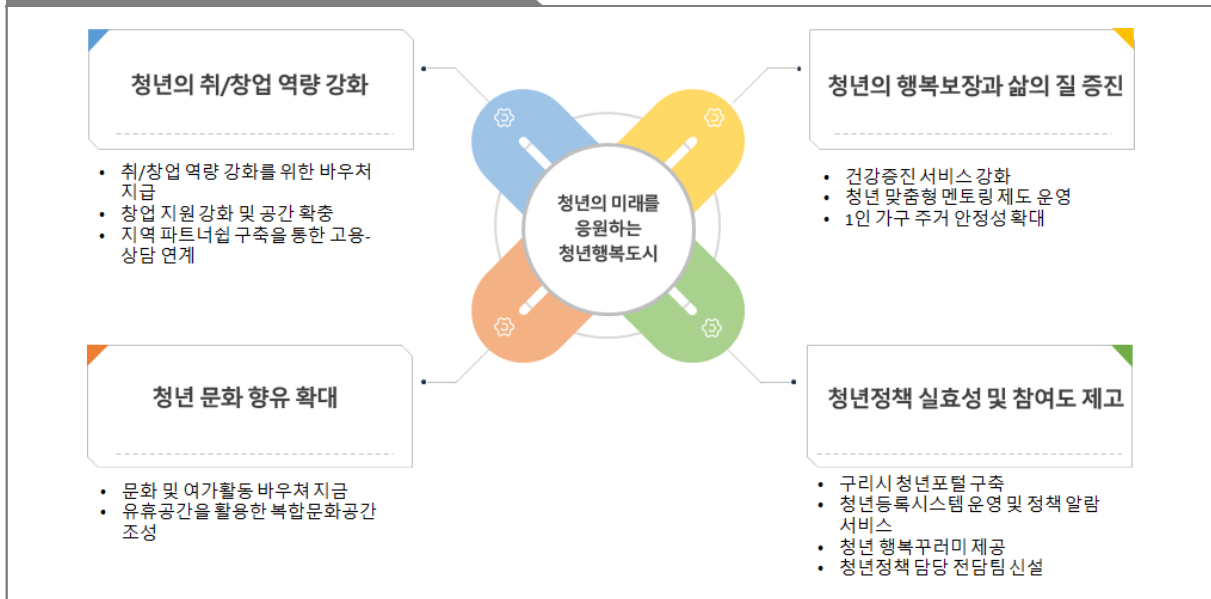 청년의 취/창업 역량 강화
• 취/창업 역량 강화를 위한 바우처
지급
• 창업 지원 강화 및 공간 확충
• 지역 파트너쉽 구축을 통한 고용-
상담 연계
청년의 행복보장과 삶의 질 증진
• 건강증진 서비스 강화
• 청년 맞춤형 멘토링 제도 운영
• 1인 가구 주거 안정성 확대
청년의 미래를
응원하는
청년행복도시
청년 문화 향유 확대
• 문화 및 여가활동 바우쳐 지금
• 유휴공간을 활용한 복합문화공간
조성
청년정책 실효성 및 참여도 제고
• 구리시 청년포털 구축
• 청년등록시스템 운영 및 정책 알람
서비스
• 청년 행복꾸러미 제공
• 청년정책 담당 전담팀 신설